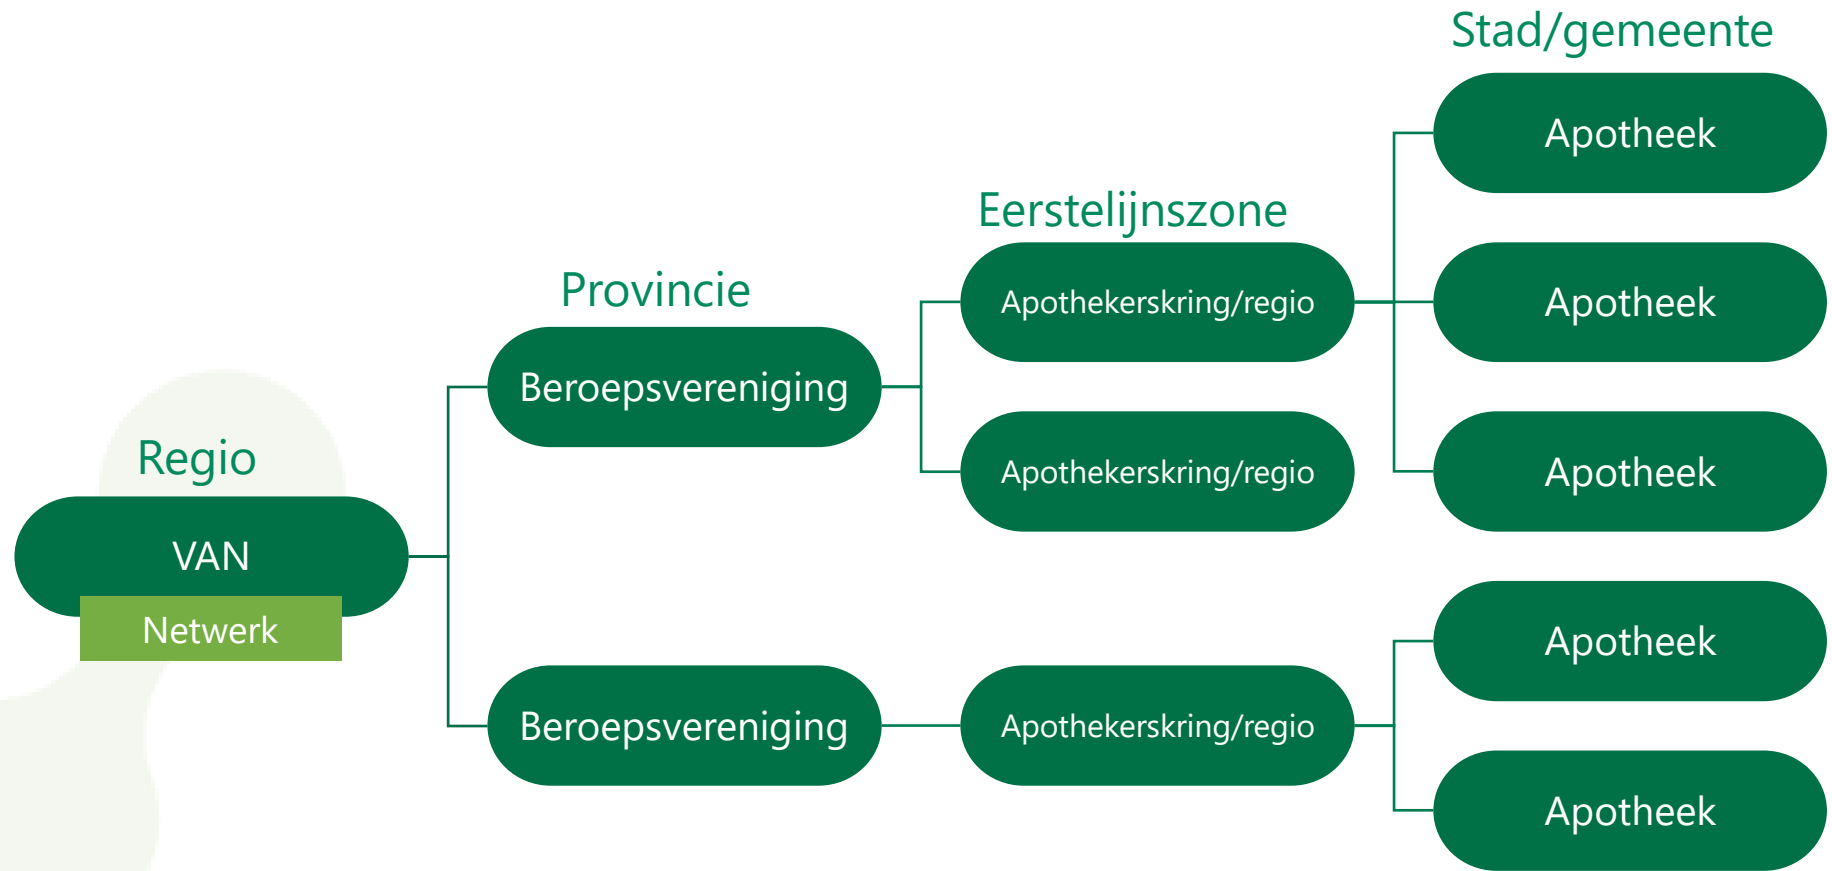 Regio
VAN
Netwerk
Provincie
Beroepsvereniging
Beroepsvereniging
Eerstelijnszone
Apothekerskring/regio
Apothekerskring/regio
Apothekerskring/regio
Stad/gemeente
Apotheek
Apotheek
Apotheek
Apotheek
Apotheek